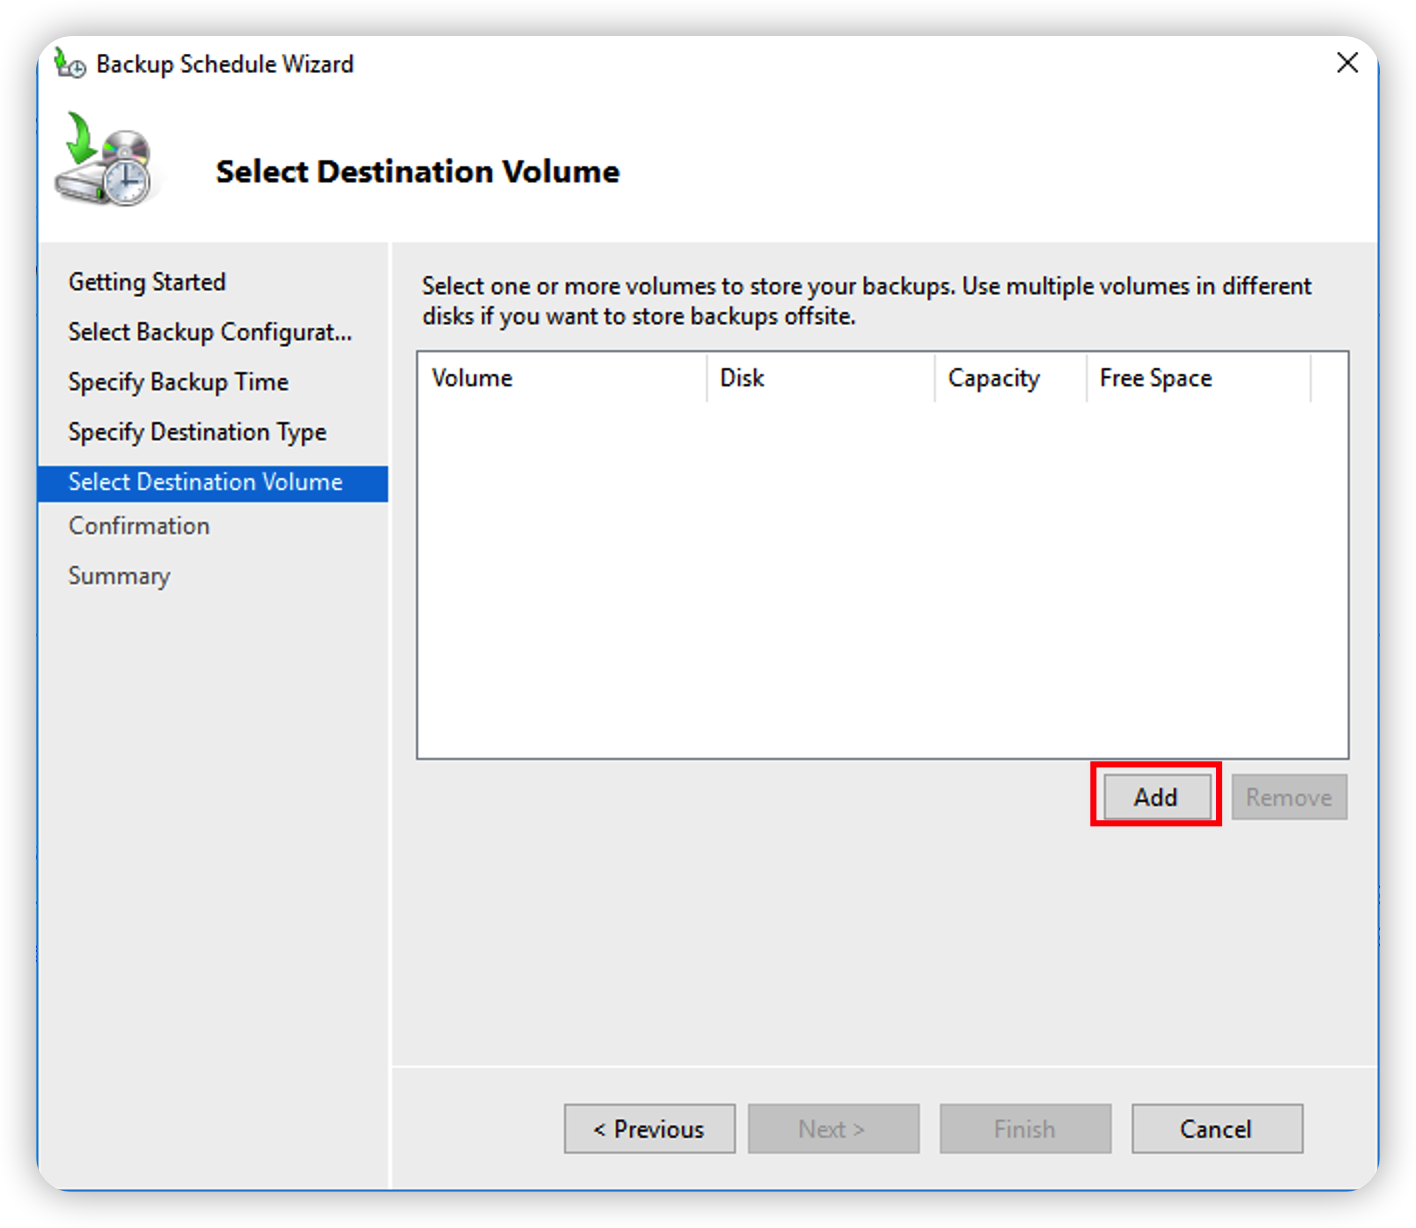 Backup Schedule Wizard
Select Destination Volume
Getting Started
Select Backup Configurat...
Specify Backup Time
Specify Destination Type
Select Destination Volume
Confirmation
Summary
Select one or more volumes to store your backups. Use multiple volumes in different
disks if you want to store backups offsite.
Volume Disk Capacity Free Space
Add Remove
< Previous Next > Finish Cancel